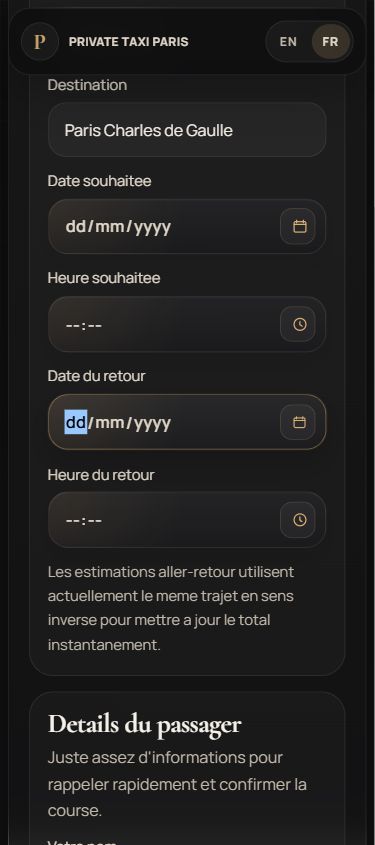 P PRIVATE TAXI PARIS EN FR
Destination
Paris Charles de Gaulle
Date souhaitee
dd/mm/yyyy
Heure souhaitee
--:--
Date du retour
dd/mm/yyyy
Heure du retour
--:--
Les estimations aller-retour utilisent
actuellement le meme trajet en sens
inverse pour mettre a jour le total
instantanement.
Details du passager
Juste assez d'informations pour
rappeler rapidement et confirmer la
course.
Votre nom